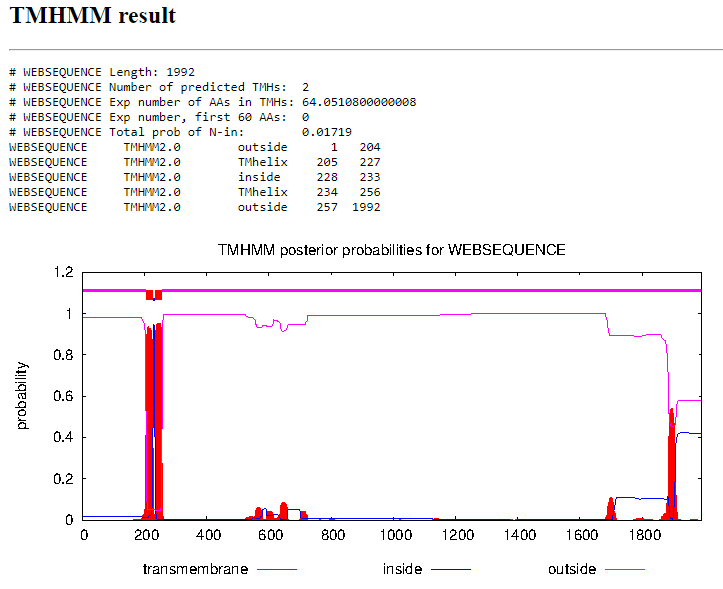 TMHMM result
# WEBSEQUENCE Length: 1992
# WEBSEQUENCE Number of predicted TMHs: 2
# WEBSEQUENCE Exp number of AAs in TMHs: 64.0510800000008
# WEBSEQUENCE Exp number, first 60 AAs: 0
# WEBSEQUENCE Total prob of N-in: 0.01719
WEBSEQUENCE TMHMM2.0 outside 1 204
WEBSEQUENCE TMHMM2.0 TMhelix 205 227
WEBSEQUENCE TMHMM2.0 inside 228 233
WEBSEQUENCE TMHMM2.0 TMhelix 234 256
WEBSEQUENCE TMHMM2.0 outside 257 1992
TMHMM posterior probabilities for WEBSEQUENCE
1.2
1
0.8
0.6
0.4
0.2
0
probability
0 200 400 600 800 1000 1200 1400 1600 1800
transmembrane inside outside